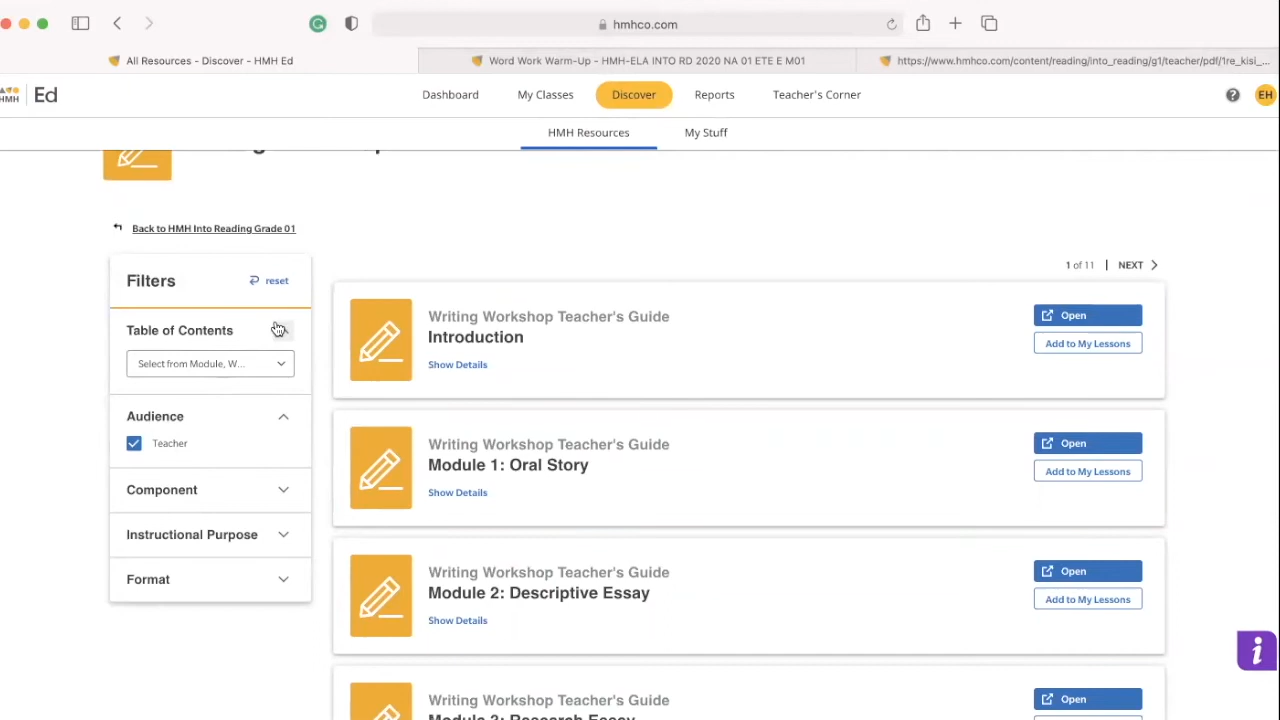 hmhco.com
All Resources - Discover - HMH Ed
Word Work Warm-Up - HMH-ELA INTO RD 2020 NA 01 ETE E M01
https://www.hmhco.com/content/reading/into_reading/g1/teacher/pdf/1re_kisi_...
HMH Ed
Dashboard
My Classes
Discover
Reports
Teacher's Corner
?
EH
HMH Resources
My Stuff
Back to HMH Into Reading Grade 01
Filters
reset
1 of 11 | NEXT
Table of Contents
Select from Module, W...
Audience
Teacher
Component
Instructional Purpose
Format
Writing Workshop Teacher's Guide
Introduction
Show Details
Open
Add to My Lessons
Writing Workshop Teacher's Guide
Module 1: Oral Story
Show Details
Open
Add to My Lessons
Writing Workshop Teacher's Guide
Module 2: Descriptive Essay
Show Details
Open
Add to My Lessons
Writing Workshop Teacher's Guide
Module 3: Research Essay
Open
i